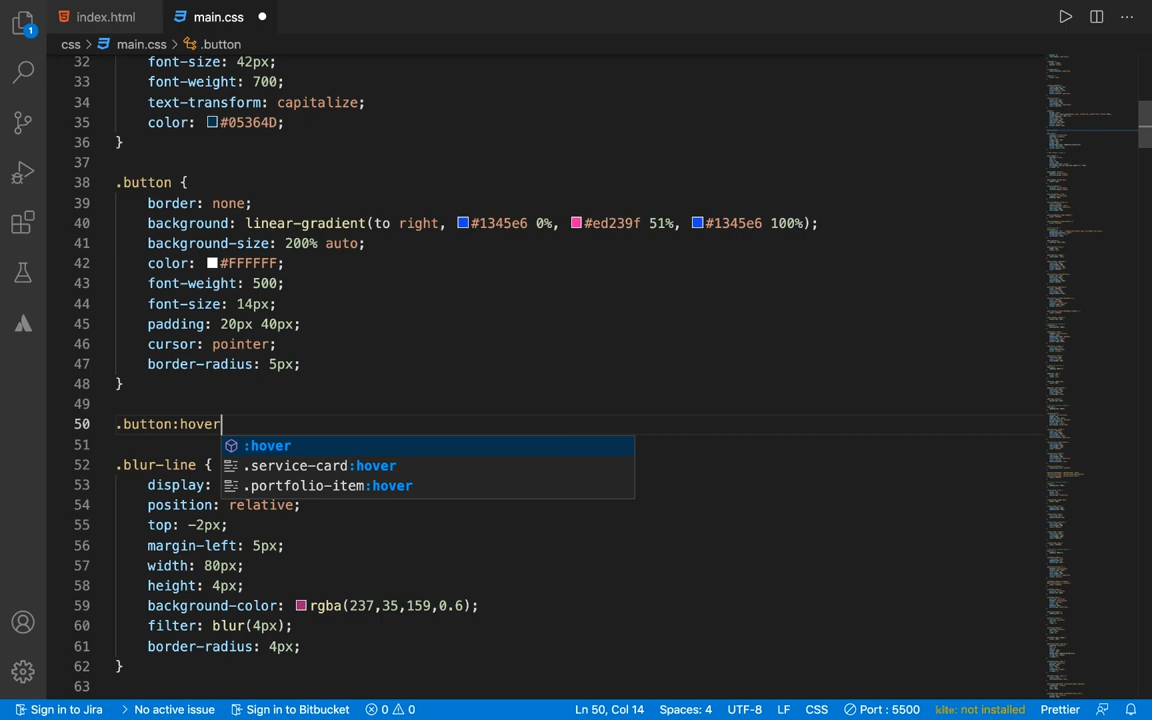 1
index.html
main.css
css > main.css > .button
32 font-size: 42px;
33 font-weight: 700;
34 text-transform: capitalize;
35 color: #05364D;
36 }
37
38 .button {
39 border: none;
40 background: linear-gradient(to right, #1345e6 0%, #ed239f 51%, #1345e6 100%);
41 background-size: 200% auto;
42 color: #FFFFFF;
43 font-weight: 500;
44 font-size: 14px;
45 padding: 20px 40px;
46 cursor: pointer;
47 border-radius: 5px;
48 }
49
50 .button:hover
:hover
.service-card:hover
.portfolio-item:hover
51
52 .blur-line {
53 display:
54 position: relative;
55 top: -2px;
56 margin-left: 5px;
57 width: 80px;
58 height: 4px;
59 background-color: rgba(237,35,159,0.6);
60 filter: blur(4px);
61 border-radius: 4px;
62 }
63
Sign in to Jira No active issue Sign in to Bitbucket 0 0 Ln 50, Col 14 Spaces: 4 UTF-8 LF CSS Port : 5500 kite: not installed Prettier